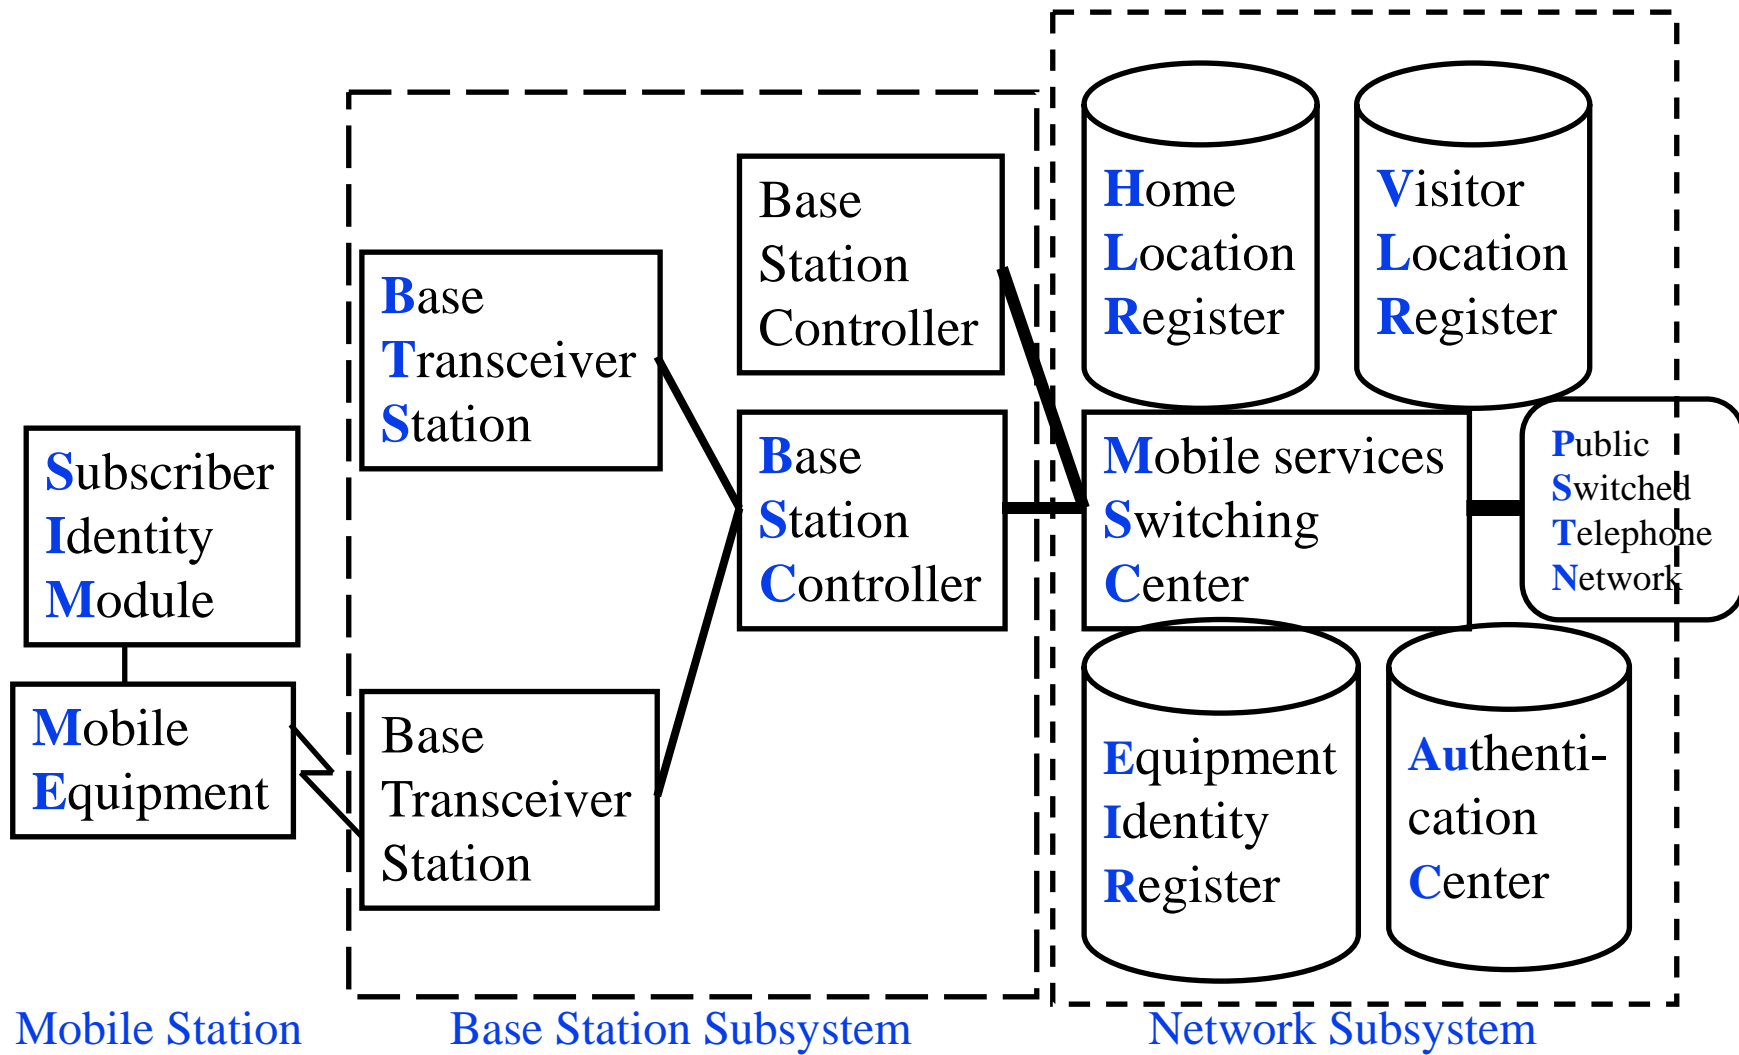 Subscriber
Identity
Module
Mobile
Equipment
Base
Transceiver
Station
Base
Transceiver
Station
Base
Station
Controller
Base
Station
Controller
Home
Location
Register
Visitor
Location
Register
Mobile services
Switching
Center
Public
Switched
Telephone
Network
Equipment
Identity
Register
Authenti-
cation
Center
Mobile Station
Base Station Subsystem
Network Subsystem